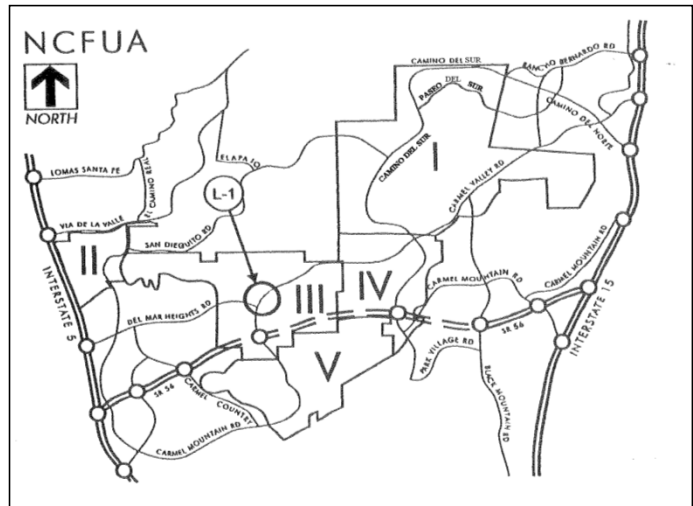 NCFUA
NORTH
CAMINO DEL SUR
RANCHO BERNARDO RD
PASEO DEL SUR
CAMINO DEL NORTE
LOMAS SANTA FE
EL CAMINO REAL
EL APAJO
CAMINO DEL SUR
I
CARMEL VALLEY RD
L-1
VIA DE LA VALLE
SAN DIEQUITO RD
II
III
IV
CARMEL MOUNTAIN RD
CARMEL MOUNTAIN RD
INTERSTATE 5
DEL MAR HEIGHTS RD
INTERSTATE 15
SR 56
V
PARK VILLAGE RD
SR 56
CARMEL COUNTRY
BLACK MOUNTAIN RD
CARMEL MOUNTAIN RD